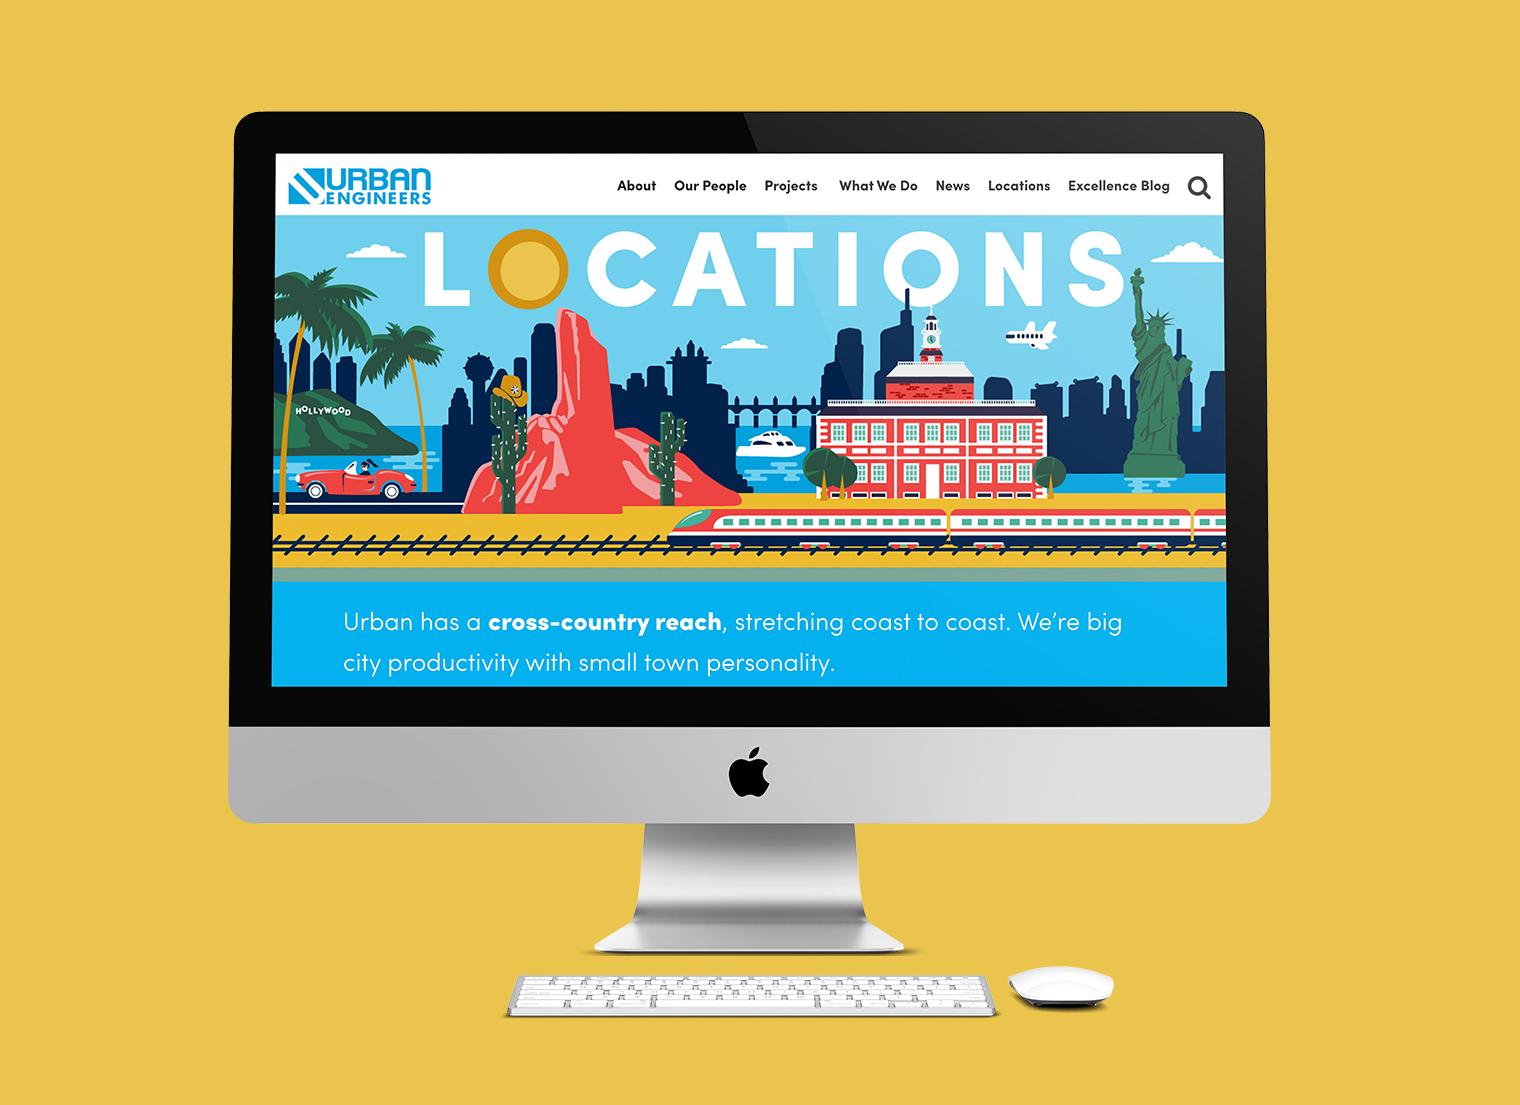 URBAN
ENGINEERS
About Our People Projects What We Do News Locations Excellence Blog
LOCATIONS
HOLLYWOOD
Urban has a cross-country reach, stretching coast to coast. We're big
city productivity with small town personality.